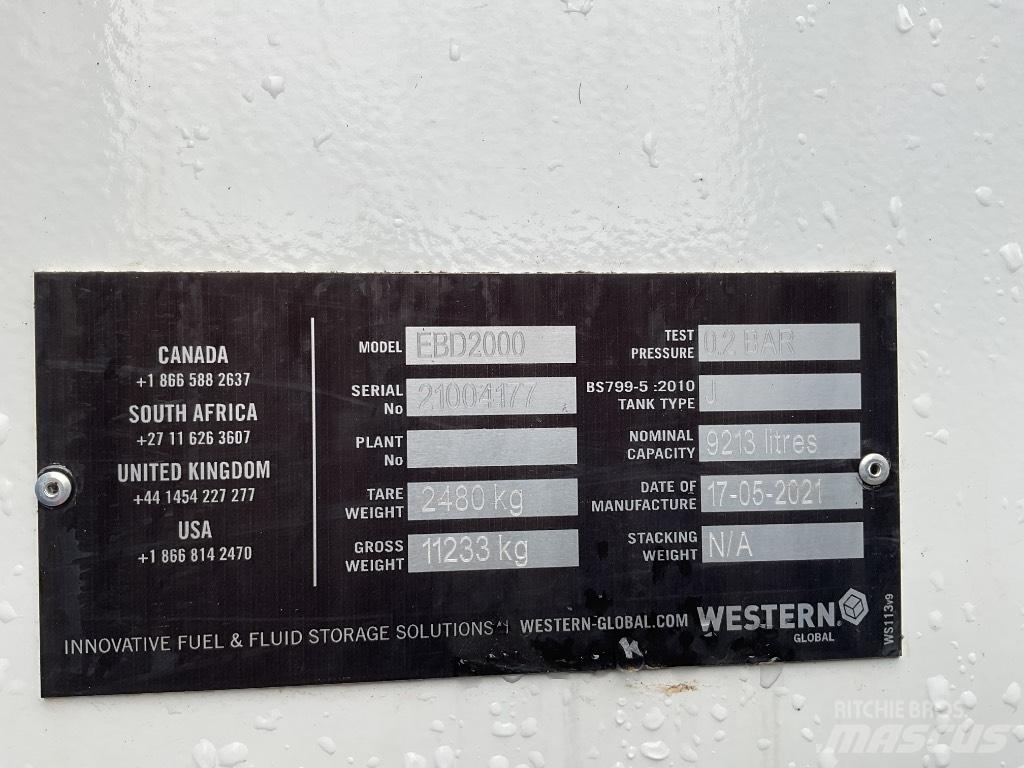 CANADA
+1 866 588 2637
SOUTH AFRICA
+27 11 626 3607
UNITED KINGDOM
+44 1454 227 277
USA
+1 866 814 2470
MODEL EBD2000
SERIAL No 21004177
PLANT No
TARE WEIGHT 2480 kg
GROSS WEIGHT 11233 kg
TEST PRESSURE 0.2 BAR
BS799-5 :2010 TANK TYPE J
NOMINAL CAPACITY 9213 litres
DATE OF MANUFACTURE 17-05-2021
STACKING WEIGHT N/A
INNOVATIVE FUEL & FLUID STORAGE SOLUTIONS WESTERN-GLOBAL.COM
WESTERN
GLOBAL
WS113v9
RITCHIE BROS.
MASCUS